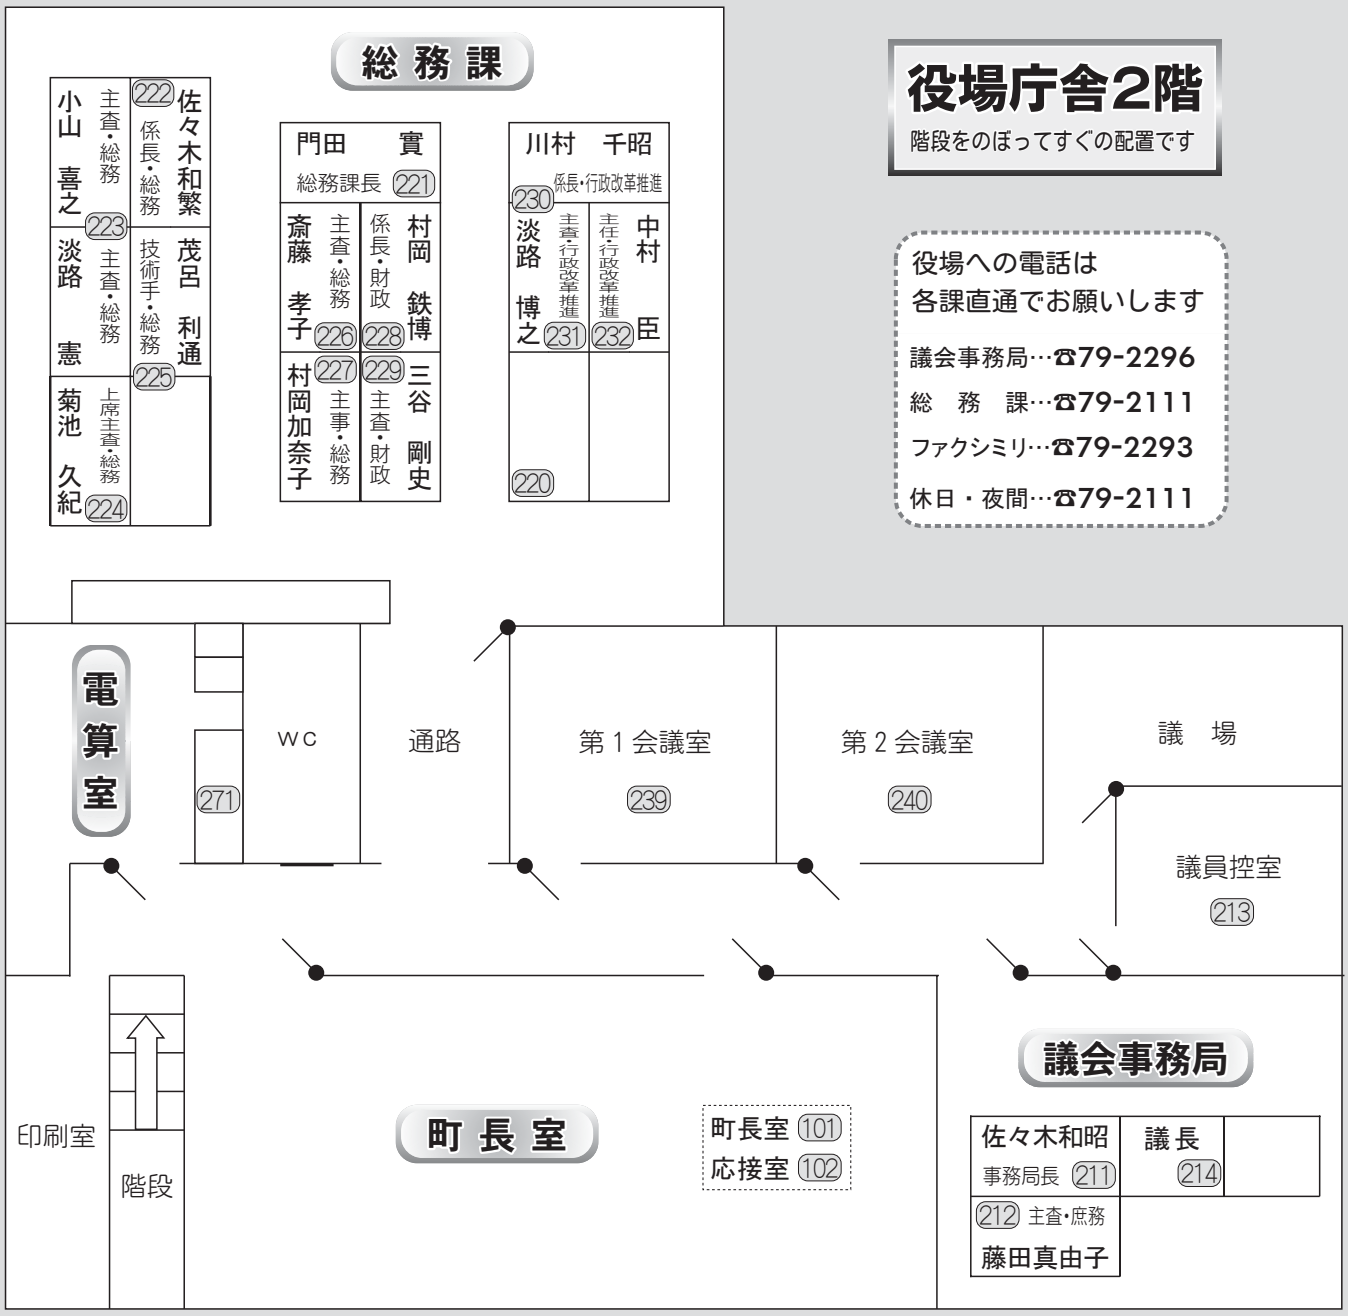 役場庁舎2階
階段をのぼってすぐの配置です
役場への電話は
各課直通でお願いします
議会事務局…☎79-2296
総　務　課…☎79-2111
ファクシミリ…☎79-2293
休日・夜間…☎79-2111
総務課
小山　喜之
主査・総務
223
222
佐々木和繁
係長・総務
淡路　憲
主査・総務
茂呂　利通
技術手・総務
225
菊池　久紀
上席主査・総務
224
門田　實
総務課長 221
斎藤　孝子
主査・総務
226
村岡　鉄博
係長・財政
228
村岡加奈子
227
主事・総務
三谷　剛史
229
主査・財政
川村　千昭
係長・行政改革推進
230
淡路　博之
主査・行政改革推進
231
中村　臣
主任・行政改革推進
232
220
電算室
271
WC
通路
第1会議室
239
第2会議室
240
議　場
議員控室
213
印刷室
階段
町長室
町長室 101
応接室 102
議会事務局
佐々木和昭
事務局長 211
議長
214
212 主査・庶務
藤田真由子